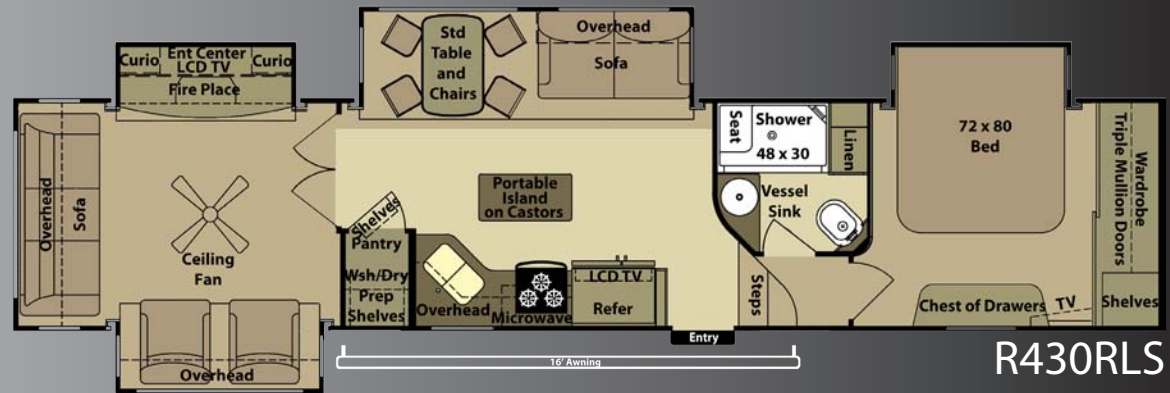 Curio
Ent Center
LCD TV
Curio
Fire Place
Overhead
Sofa
Ceiling
Fan
Overhead
Std
Table
and
Chairs
Overhead
Sofa
Portable
Island
on Castors
Shelves
Pantry
Wsh/Dry
Prep
Shelves
Overhead
Microwave
LCD TV
Refer
Entry
16' Awning
Steps
Seat
Shower
48 x 30
Linen
Vessel
Sink
72 x 80
Bed
Wardrobe
Triple Mullion Doors
Chest of Drawers
TV
Shelves
R430RLS